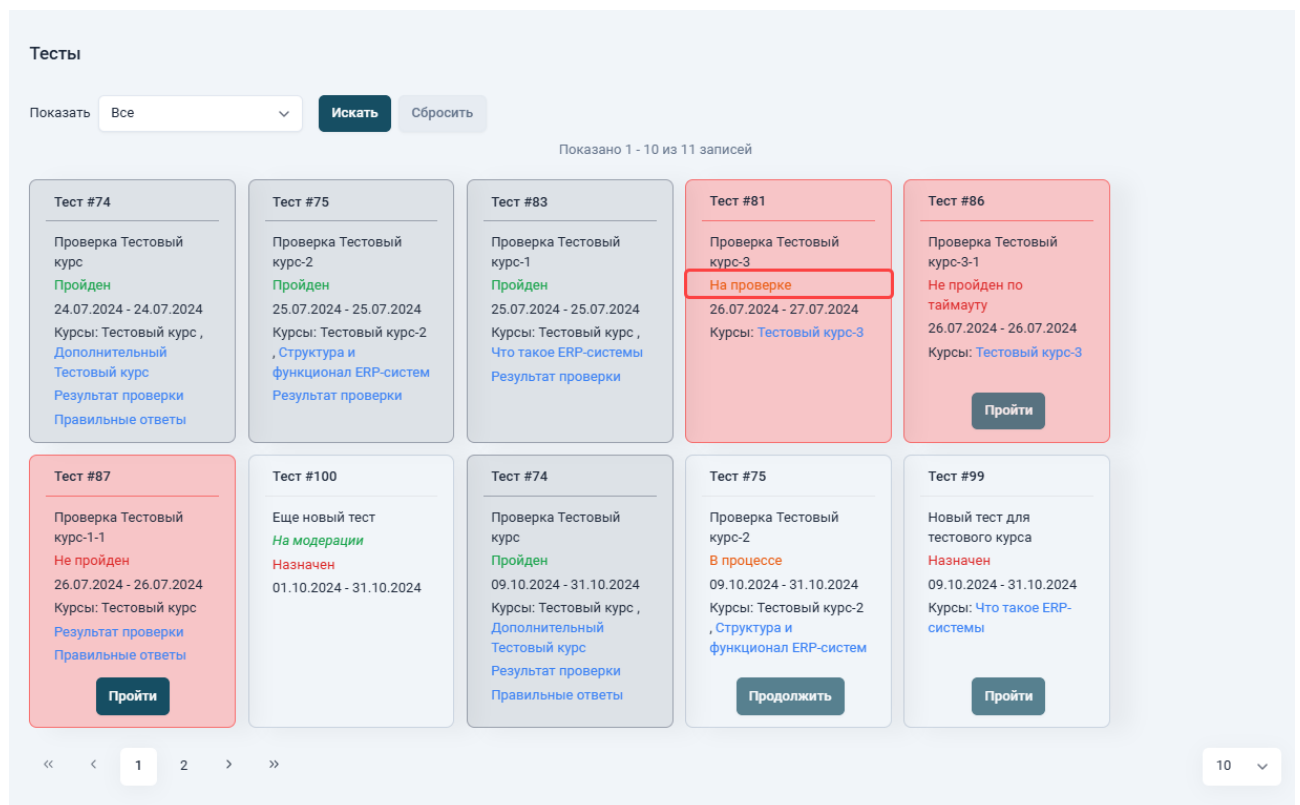 Тесты
Показать Все Искать Сбросить
Показано 1 - 10 из 11 записей
Тест #74
Проверка Тестовый
курс
Пройден
24.07.2024 - 24.07.2024
Курсы: Тестовый курс ,
Дополнительный
Тестовый курс
Результат проверки
Правильные ответы
Тест #75
Проверка Тестовый
курс-2
Пройден
25.07.2024 - 25.07.2024
Курсы: Тестовый курс-2
, Структура и
функционал ERP-систем
Результат проверки
Тест #83
Проверка Тестовый
курс-1
Пройден
25.07.2024 - 25.07.2024
Курсы: Тестовый курс ,
Что такое ERP-системы
Результат проверки
Тест #81
Проверка Тестовый
курс-3
На проверке
26.07.2024 - 27.07.2024
Курсы: Тестовый курс-3
Тест #86
Проверка Тестовый
курс-3-1
Не пройден по
таймауту
26.07.2024 - 26.07.2024
Курсы: Тестовый курс-3
Пройти
Тест #87
Проверка Тестовый
курс-1-1
Не пройден
26.07.2024 - 26.07.2024
Курсы: Тестовый курс
Результат проверки
Правильные ответы
Пройти
Тест #100
Еще новый тест
На модерации
Назначен
01.10.2024 - 31.10.2024
Тест #74
Проверка Тестовый
курс
Пройден
09.10.2024 - 31.10.2024
Курсы: Тестовый курс ,
Дополнительный
Тестовый курс
Результат проверки
Правильные ответы
Тест #75
Проверка Тестовый
курс-2
В процессе
09.10.2024 - 31.10.2024
Курсы: Тестовый курс-2
, Структура и
функционал ERP-систем
Продолжить
Тест #99
Новый тест для
тестового курса
Назначен
09.10.2024 - 31.10.2024
Курсы: Что такое ERP-
системы
Пройти
« ‹ 1 2 › » 10